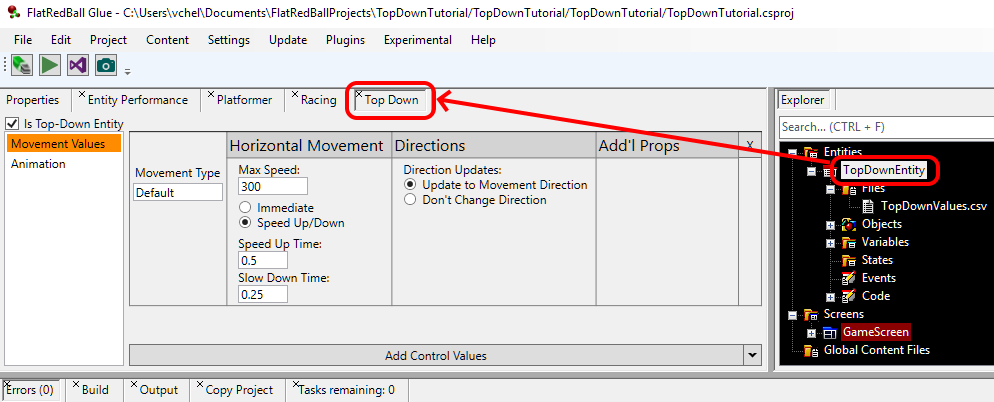 FlatRedBall Glue - C:\Users\vchel\Documents\FlatRedBallProjects\TopDownTutorial/TopDownTutorial/TopDownTutorial/TopDownTutorial.csproj
File Edit Project Content Settings Update Plugins Experimental Help
Properties Entity Performance Platformer Racing Top Down
Explorer
Is Top-Down Entity
Search... (CTRL + F)
Movement Values
Animation
Horizontal Movement Directions Add'l Props X
Movement Type
Default
Max Speed:
300
Immediate
Speed Up/Down
Speed Up Time:
0.5
Slow Down Time:
0.25
Direction Updates:
Update to Movement Direction
Don't Change Direction
Add Control Values
Entities
TopDownEntity
Files
TopDownValues.csv
Objects
Variables
States
Events
Code
Screens
GameScreen
Global Content Files
Errors (0) Build Output Copy Project Tasks remaining: 0